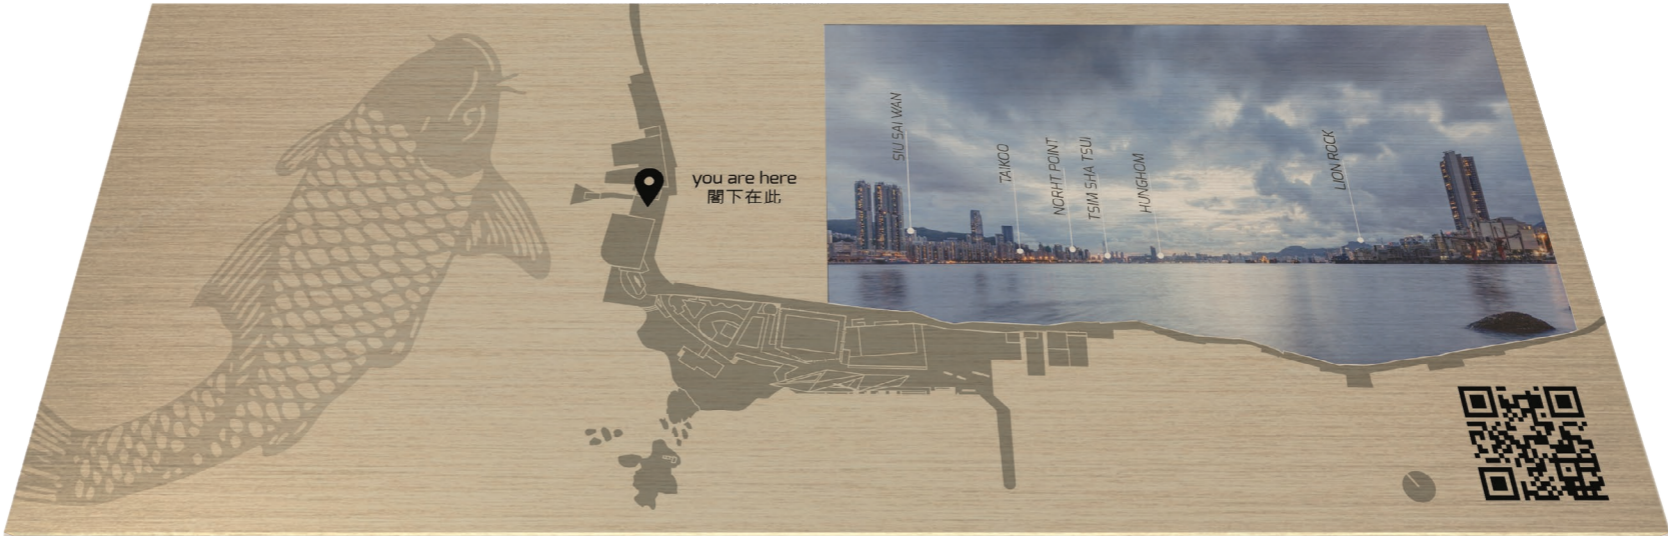 you are here
閣下在此
SIU SAI WAN
TAIKOO
NORHT POINT
TSIM SHA TSUI
HUNGHOM
LION ROCK